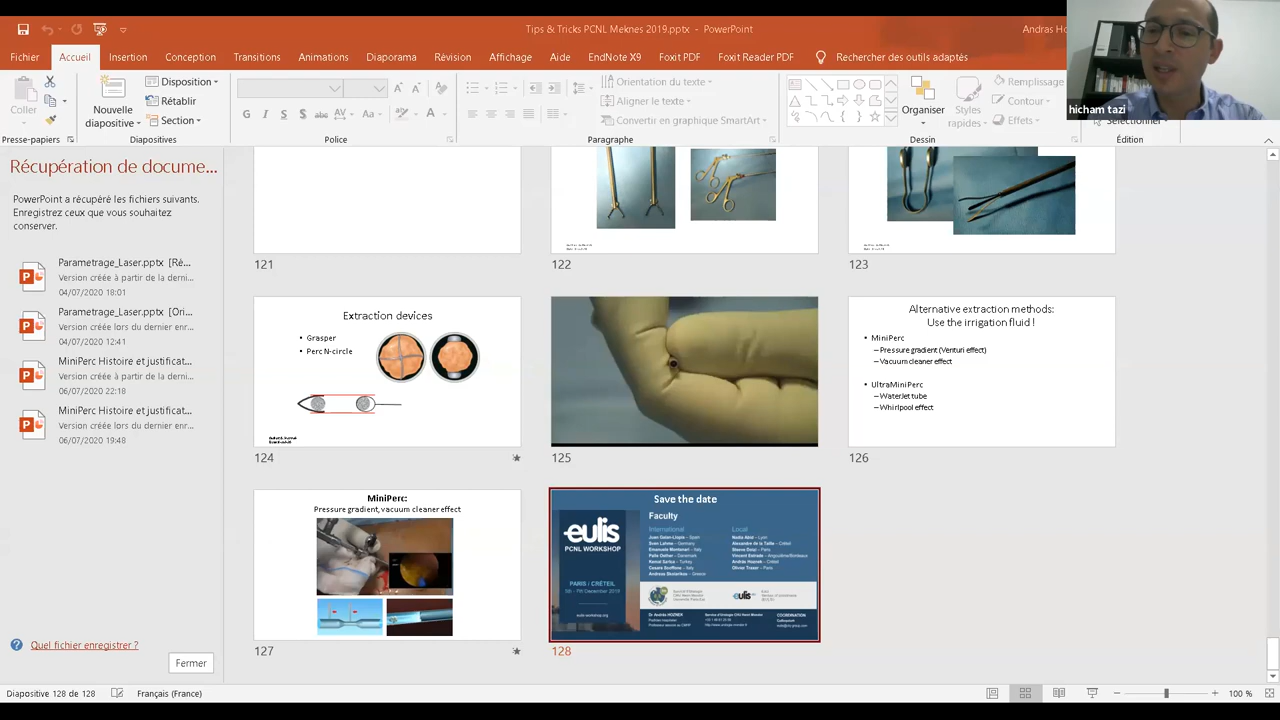 Tips & Tricks PCNL Meknes 2019.pptx - PowerPoint
Andras Ho
Fichier
Accueil
Insertion
Conception
Transitions
Animations
Diaporama
Révision
Affichage
Aide
EndNote X9
Foxit PDF
Foxit Reader PDF
Rechercher des outils adaptés
hicham tazi
Coller
Nouvelle
diapositive
Disposition
Rétablir
Section
G
I
S
Aa
A
Orientation du texte
Aligner le texte
Convertir en graphique SmartArt
Organiser
Styles
rapides
Remplissage
Contour
Effets
Sélectionner
Presse-papiers
Diapositives
Police
Paragraphe
Dessin
Édition
Récupération de docume...
PowerPoint a récupéré les fichiers suivants.
Enregistrez ceux que vous souhaitez
conserver.
Parametrage_Laser.pptx [Ré...
Version créée à partir de la derni...
04/07/2020 18:01
Parametrage_Laser.pptx [Ori...
Version créée lors du dernier enr...
04/07/2020 12:41
MiniPerc Histoire et justificat...
Version créée à partir de la derni...
06/07/2020 22:18
MiniPerc Histoire et justificat...
Version créée lors du dernier enr...
06/07/2020 19:48
Quel fichier enregistrer ?
Fermer
121
122
123
Extraction devices
• Grasper
• Perc N-circle
124
125
Alternative extraction methods:
Use the irrigation fluid !
• MiniPerc
– Pressure gradient (Venturi effect)
– Vacuum cleaner effect
• UltraMiniPerc
– WaterJet tube
– Whirlpool effect
126
MiniPerc:
Pressure gradient, vacuum cleaner effect
127
Save the date
eulis
PCNL WORKSHOP
PARIS / CRÉTEIL
Faculty
International
Local
eulis
COORDINATION
128
Diapositive 128 de 128
Français (France)
100 %